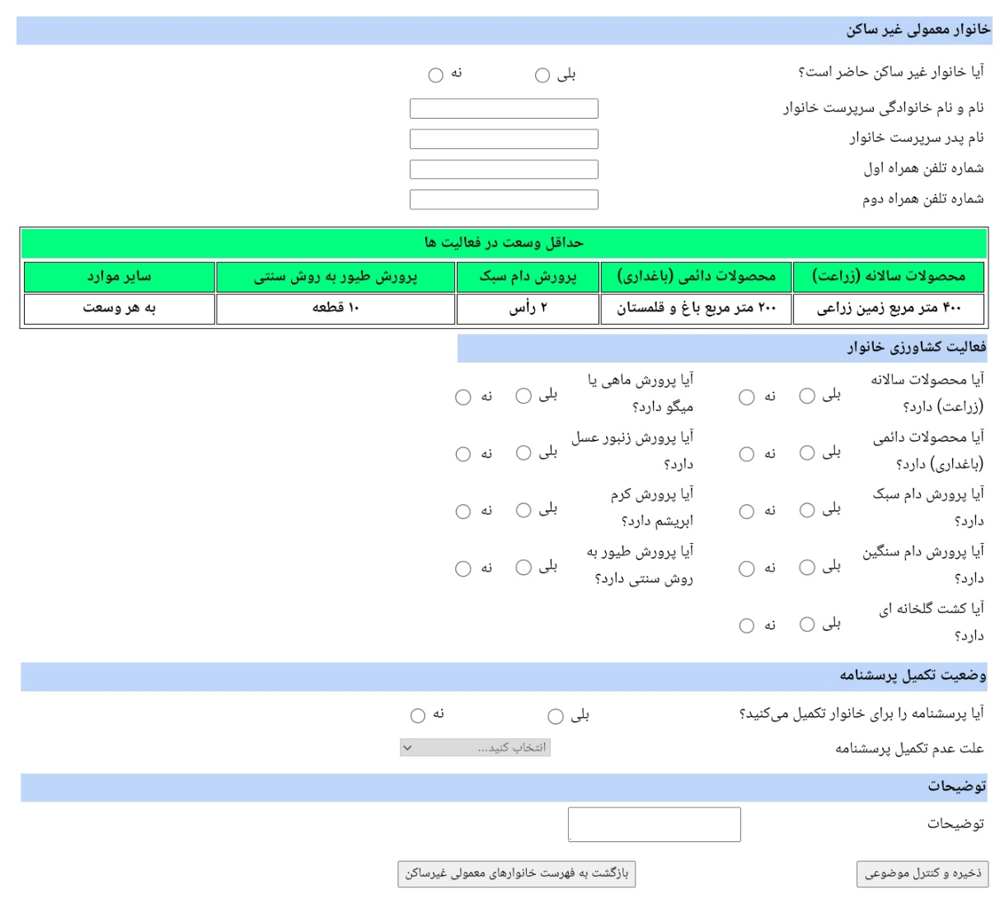 خانوار معمولی غیر ساکن
آیا خانوار غیر ساکن حاضر است؟ بلی نه
نام و نام خانوادگی سرپرست خانوار
نام پدر سرپرست خانوار
شماره تلفن همراه اول
شماره تلفن همراه دوم
حداقل وسعت در فعالیت ها
محصولات سالانه (زراعت) محصولات دائمی (باغداری) پرورش دام سبک پرورش طیور به روش سنتی سایر موارد
۴۰۰ متر مربع زمین زراعی ۲۰۰ متر مربع باغ و قلمستان ۲ رأس ۱۰ قطعه به هر وسعت
فعالیت کشاورزی خانوار
آیا محصولات سالانه
(زراعت) دارد؟ بلی نه
آیا پرورش ماهی یا
میگو دارد؟ بلی نه
آیا محصولات دائمی
(باغداری) دارد؟ بلی نه
آیا پرورش زنبور عسل
دارد؟ بلی نه
آیا پرورش دام سبک
دارد؟ بلی نه
آیا پرورش کرم
ابریشم دارد؟ بلی نه
آیا پرورش دام سنگین
دارد؟ بلی نه
آیا پرورش طیور به
روش سنتی دارد؟ بلی نه
آیا کشت گلخانه ای
دارد؟ بلی نه
وضعیت تکمیل پرسشنامه
آیا پرسشنامه را برای خانوار تکمیل می‌کنید؟ بلی نه
علت عدم تکمیل پرسشنامه انتخاب کنید...
توضیحات
توضیحات
ذخیره و کنترل موضوعی بازگشت به فهرست خانوارهای معمولی غیرساکن